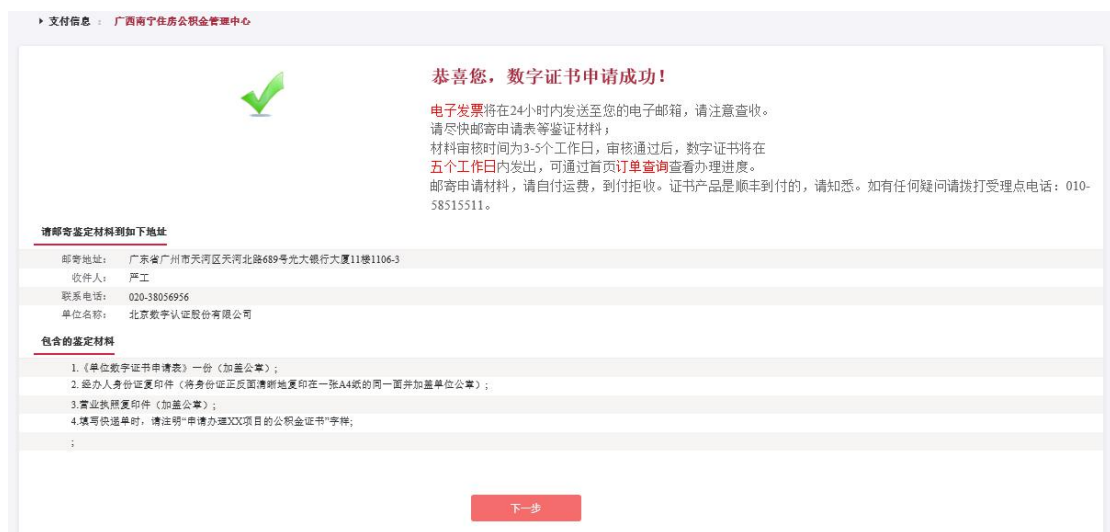 支付信息 : 广西南宁住房公积金管理中心
恭喜您，数字证书申请成功！
电子发票将在24小时内发送至您的电子邮箱，请注意查收。
请尽快邮寄申请表等鉴证材料；
材料审核时间为3-5个工作日，审核通过后，数字证书将在
五个工作日内发出，可通过首页订单查询查看办理进度。
邮寄申请材料，请自付运费，到付拒收。证书产品是顺丰到付的，请知悉。如有任何疑问请拨打受理点电话：010-
58515511。
请邮寄鉴定材料到如下地址
邮寄地址: 广东省广州市天河区天河北路689号光大银行大厦11楼1106-3
收件人: 严工
联系电话: 020-38056956
单位名称: 北京数字认证股份有限公司
包含的鉴定材料
1.《单位数字证书申请表》一份（加盖公章）;
2.经办人身份证复印件（将身份证正反面清晰地复印在一张A4纸的同一面并加盖单位公章）;
3.营业执照复印件（加盖公章）;
4.填写快递单时，请注明“申请办理XX项目的公积金证书”字样;
;
下一步